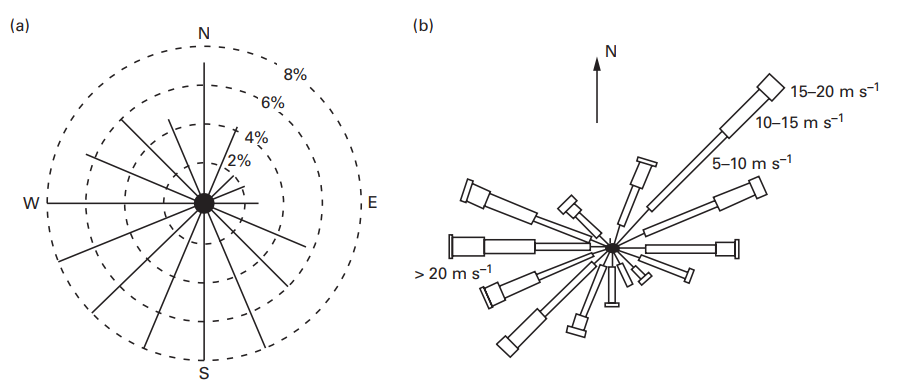 (a)
N
8%
6%
4%
2%
W
E
S
(b)
N
15–20 m s⁻¹
10–15 m s⁻¹
5–10 m s⁻¹
> 20 m s⁻¹